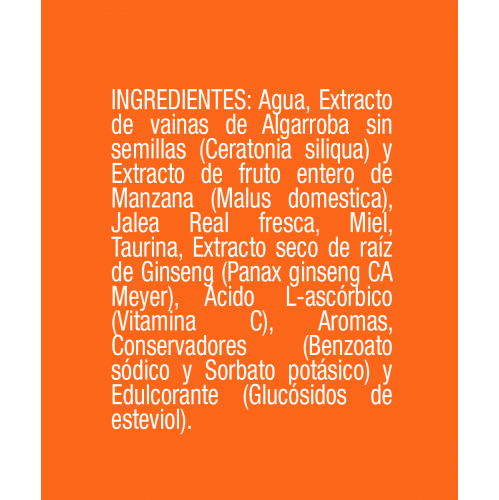 INGREDIENTES: Agua, Extracto
de vainas de Algarroba sin
semillas (Ceratonia siliqua) y
Extracto de fruto entero de
Manzana (Malus domestica),
Jalea Real fresca, Miel,
Taurina, Extracto seco de raíz
de Ginseng (Panax ginseng CA
Meyer), Ácido L-ascórbico
(Vitamina C), Aromas,
Conservadores (Benzoato
sódico y Sorbato potásico) y
Edulcorante (Glucósidos de
esteviol).